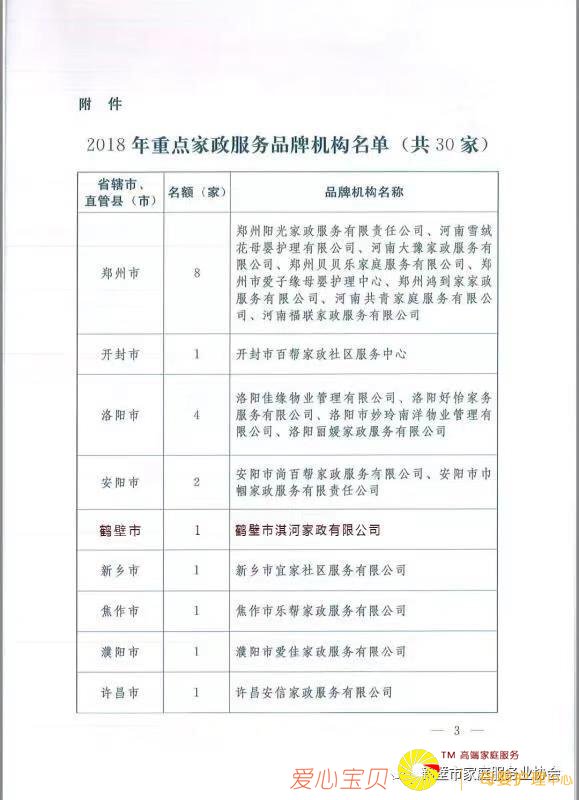 附 件
2018 年重点家政服务品牌机构名单（共 30 家）
省辖市、
直管县（市）
名额（家）
品牌机构名称
郑州市
8
郑州阳光家政服务有限责任公司、河南雪绒
花母婴护理有限公司、河南大豫家政服务有
限公司、郑州贝贝乐家庭服务有限公司、郑
州市爱子缘母婴护理中心、郑州鸿到家家政
服务有限公司、河南共青家庭服务有限公
司、河南福联家政服务有限公司
开封市
1
开封市百帮家政社区服务中心
洛阳市
4
洛阳佳缘物业管理有限公司、洛阳好怡家务
服务有限公司、洛阳市妙玲南洋物业管理有
限公司、洛阳丽媛家政服务有限公司
安阳市
2
安阳市尚百帮家政服务有限公司、安阳市巾
帼家政服务有限责任公司
鹤壁市
1
鹤壁市淇河家政有限公司
新乡市
1
新乡市宜家社区服务有限公司
焦作市
1
焦作市乐帮家政服务有限公司
濮阳市
1
濮阳市爱佳家政服务有限公司
许昌市
1
许昌安信家政服务有限公司
— 3 —
TM 高端家庭服务
鹤壁市家庭服务业协会
爱心宝贝
母婴护理中心